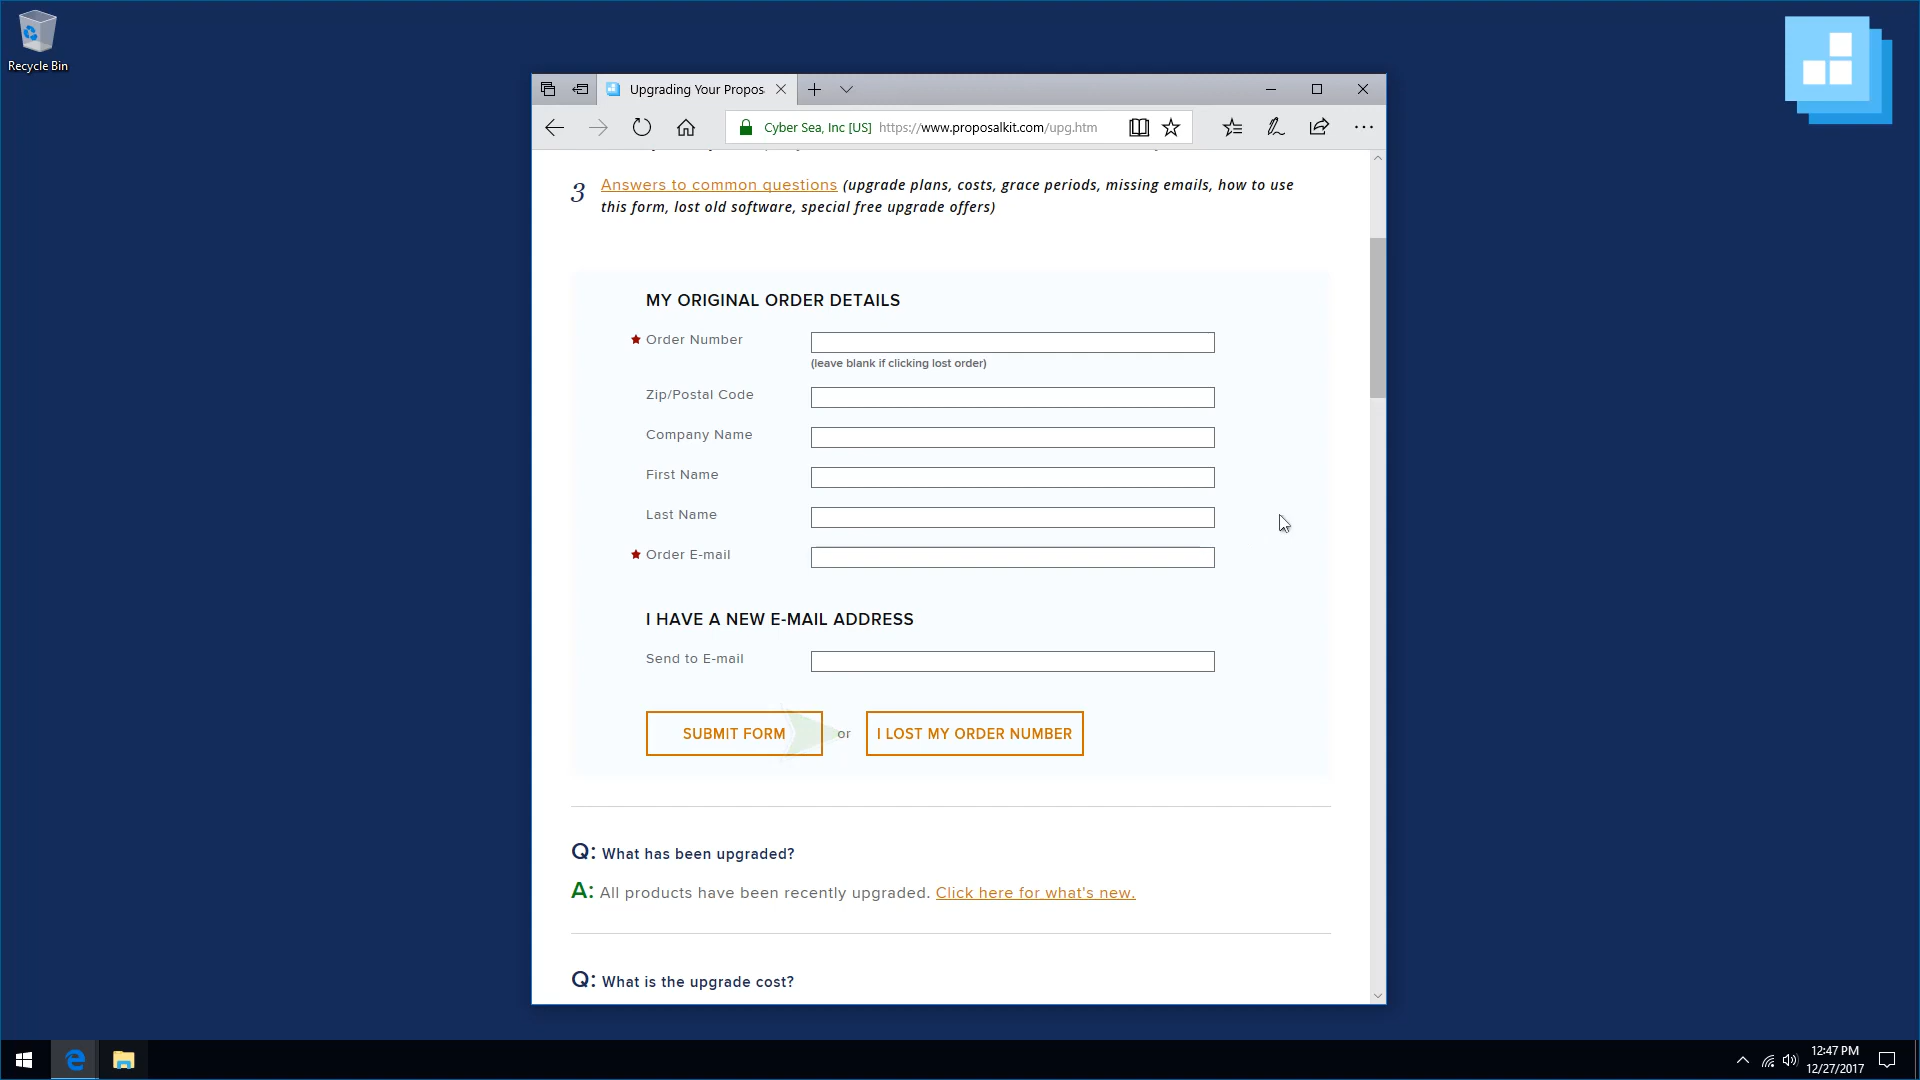 Recycle Bin
Upgrading Your Propos
Cyber Sea, Inc [US] https://www.proposalkit.com/upg.htm
3 Answers to common questions (upgrade plans, costs, grace periods, missing emails, how to use
this form, lost old software, special free upgrade offers)
MY ORIGINAL ORDER DETAILS
Order Number
(leave blank if clicking lost order)
Zip/Postal Code
Company Name
First Name
Last Name
Order E-mail
I HAVE A NEW E-MAIL ADDRESS
Send to E-mail
SUBMIT FORM or I LOST MY ORDER NUMBER
Q: What has been upgraded?
A: All products have been recently upgraded. Click here for what's new.
Q: What is the upgrade cost?
12:47 PM
12/27/2017